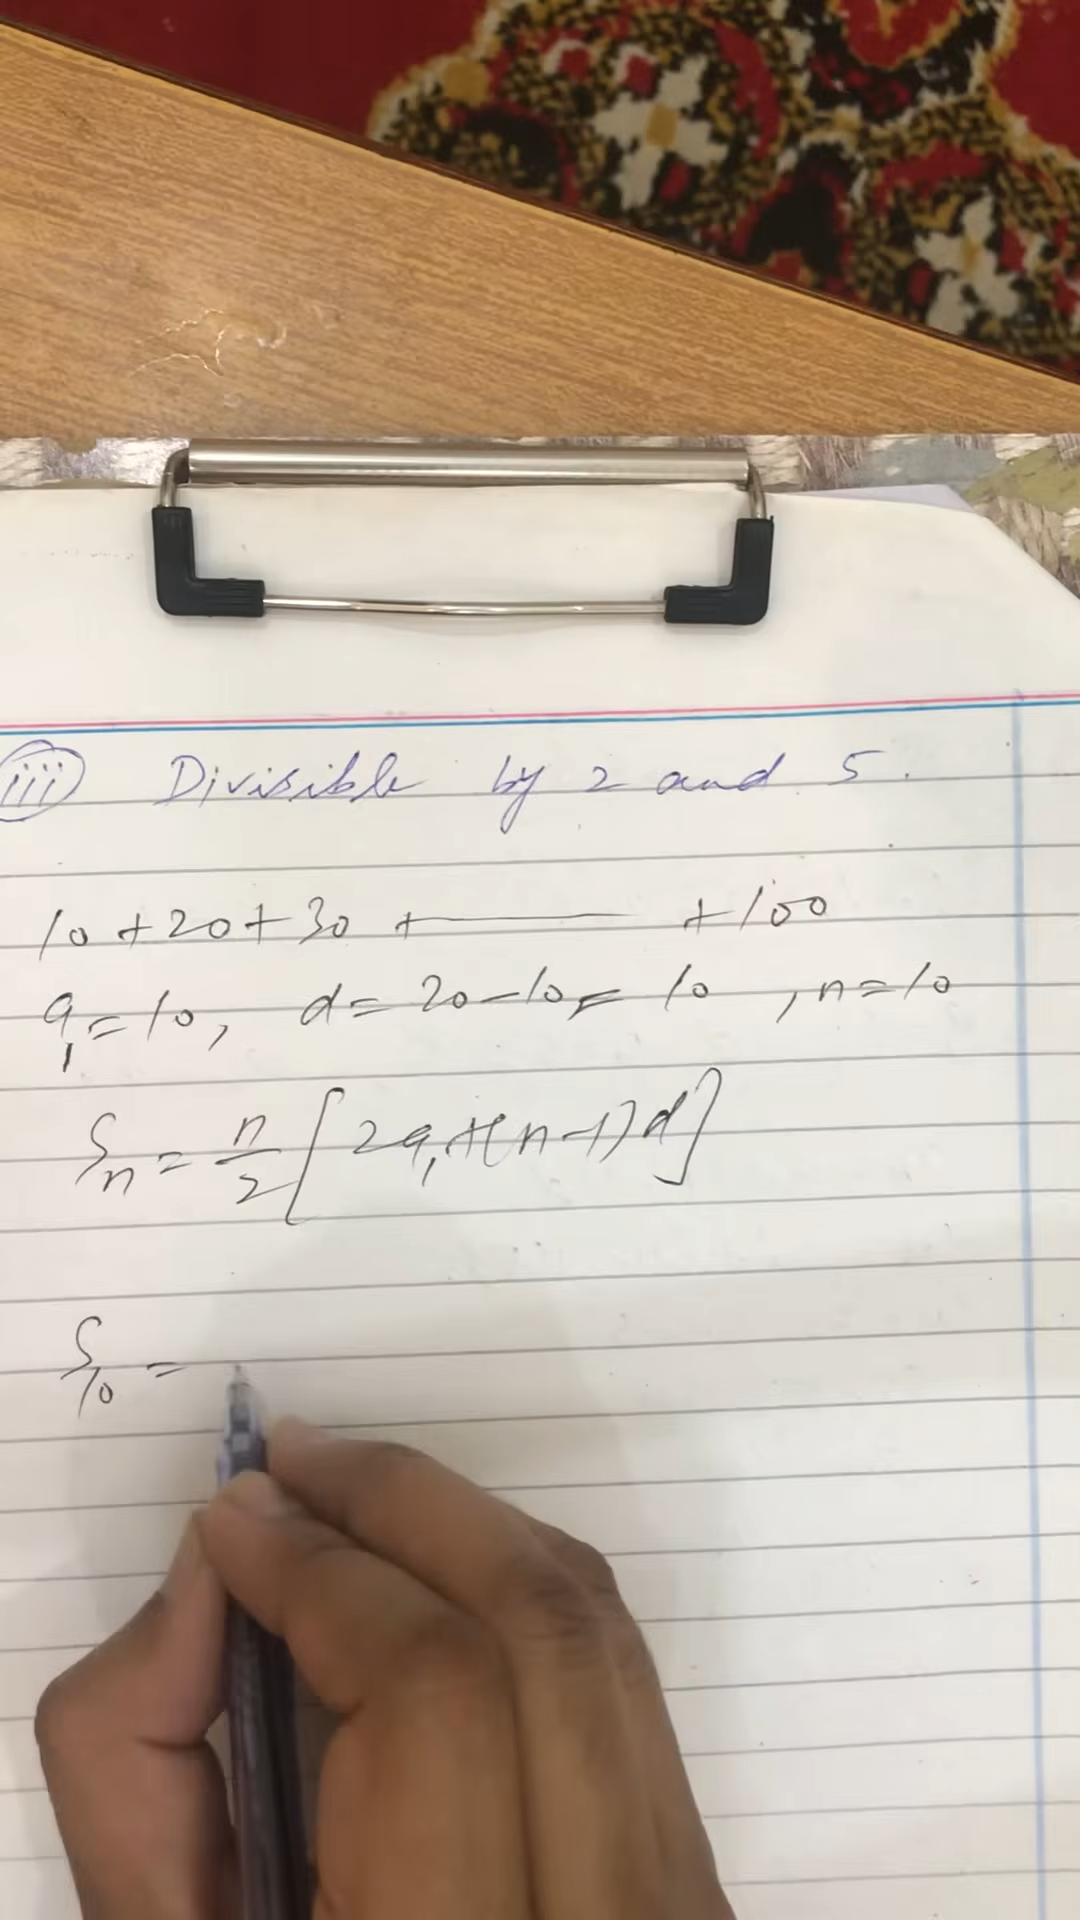 iii Divisible by 2 and 5.
10 + 20 + 30 + ——— + 100
a₁ = 10, d = 20 - 10 = 10, n = 10
Sₙ = n/2 [2a₁ + (n-1)d]
S₁₀ =